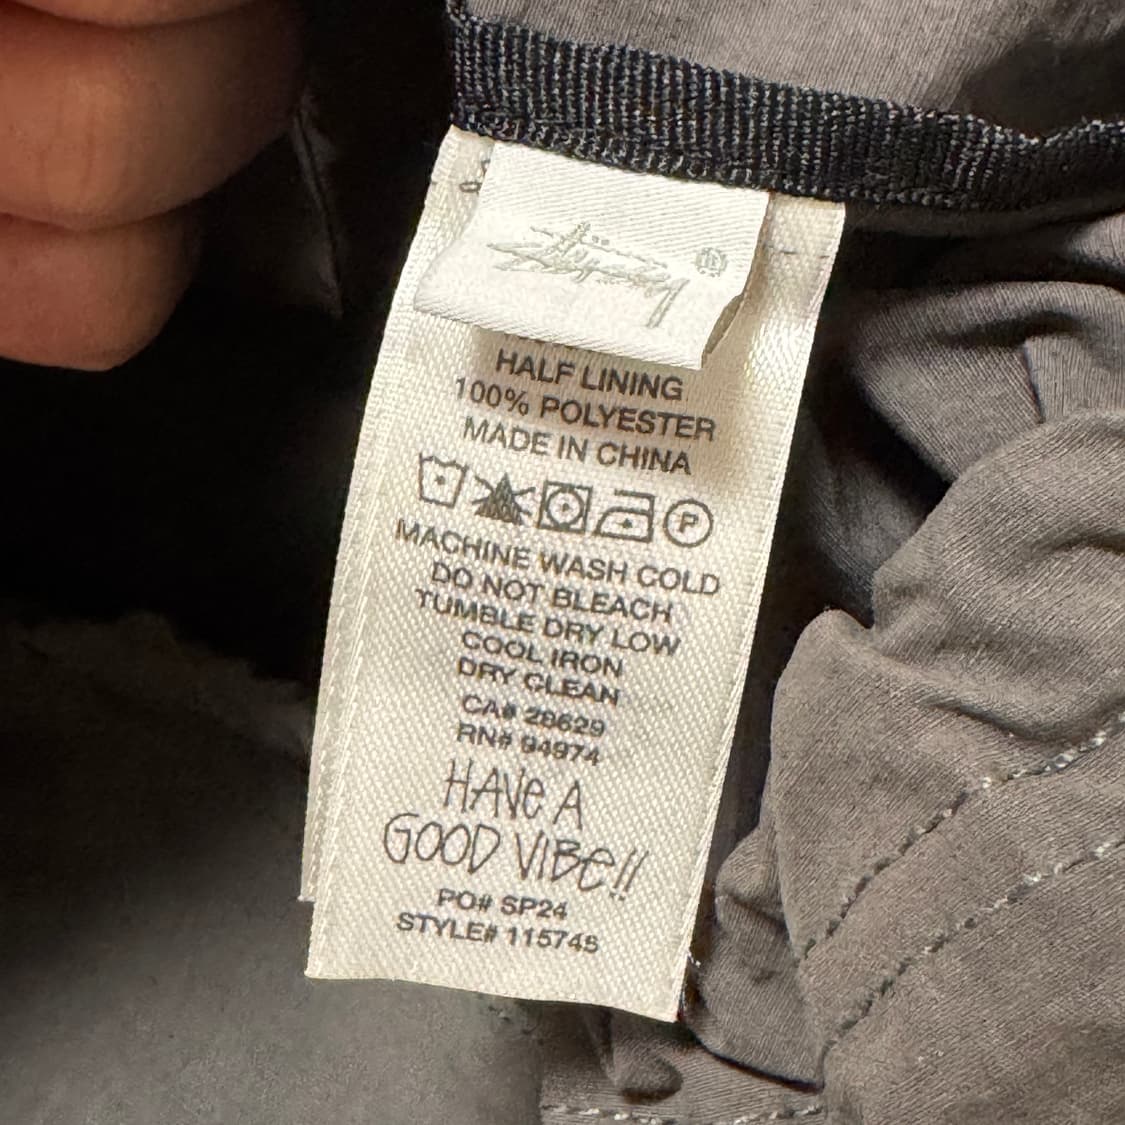 Stüssy ®
HALF LINING
100% POLYESTER
MADE IN CHINA
P
MACHINE WASH COLD
DO NOT BLEACH
TUMBLE DRY LOW
COOL IRON
DRY CLEAN
CA# 28629
RN# 94974
HAVE A
GOOD VIBE!!
PO# SP24
STYLE# 115745